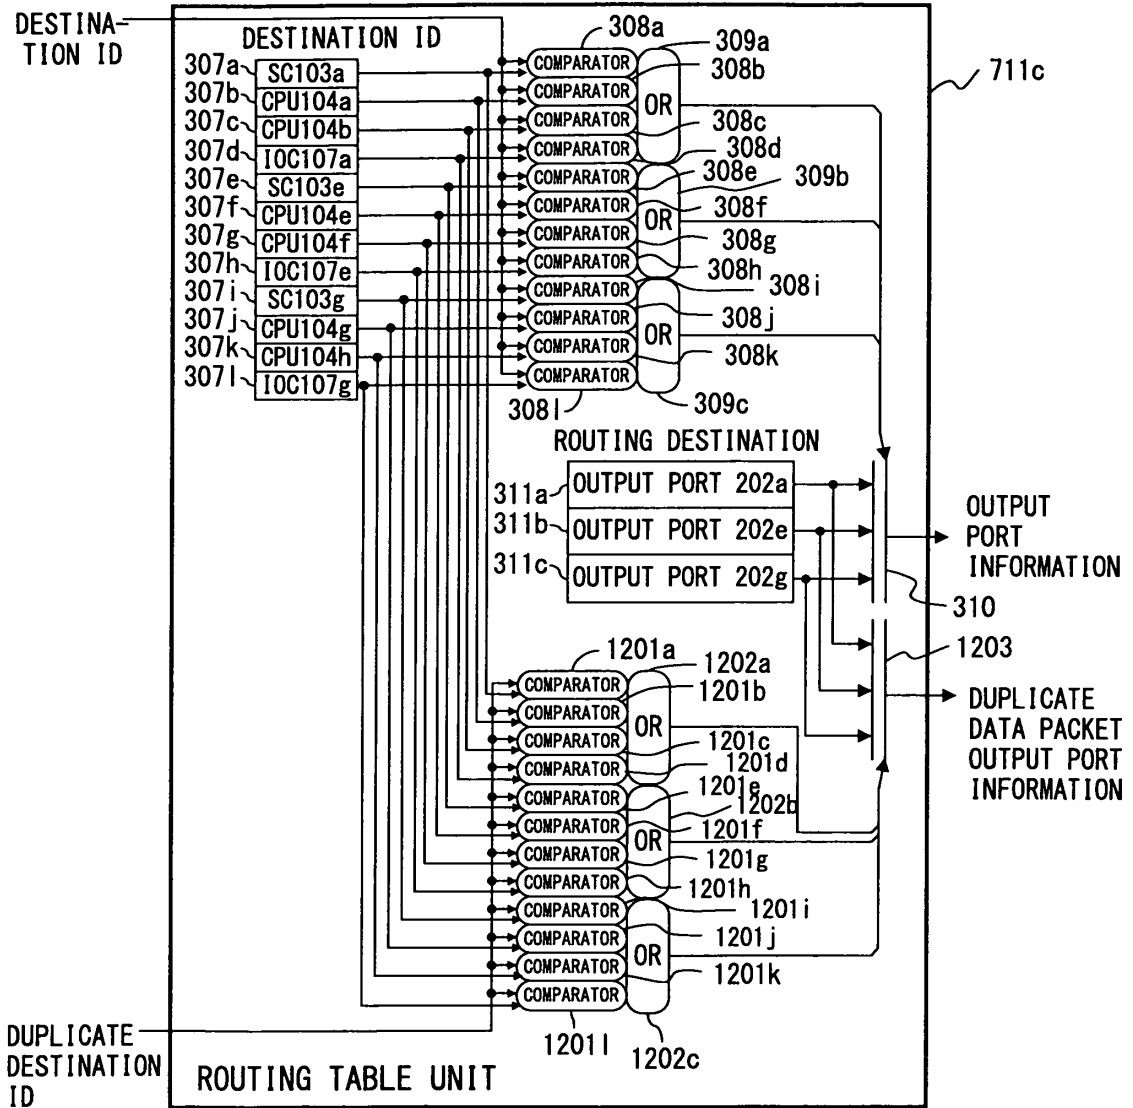 DESTINA-
TION ID
DESTINATION ID
307a
SC103a
307b
CPU104a
307c
CPU104b
307d
IOC107a
307e
SC103e
307f
CPU104e
307g
CPU104f
307h
IOC107e
307i
SC103g
307j
CPU104g
307k
CPU104h
307l
IOC107g
308a
309a
711c
COMPARATOR
308b
COMPARATOR
OR
COMPARATOR
308c
COMPARATOR
308d
COMPARATOR
308e
309b
COMPARATOR
308f
OR
COMPARATOR
308g
COMPARATOR
308h
COMPARATOR
308i
COMPARATOR
308j
OR
COMPARATOR
308k
COMPARATOR
308l
309c
ROUTING DESTINATION
311a
OUTPUT PORT 202a
311b
OUTPUT PORT 202e
311c
OUTPUT PORT 202g
OUTPUT
PORT
INFORMATION
310
1203
DUPLICATE
DATA PACKET
OUTPUT PORT
INFORMATION
1201a
1202a
COMPARATOR
1201b
COMPARATOR
OR
COMPARATOR
1201c
COMPARATOR
1201d
COMPARATOR
1201e
1202b
COMPARATOR
1201f
OR
COMPARATOR
1201g
COMPARATOR
1201h
COMPARATOR
1201i
COMPARATOR
1201j
OR
COMPARATOR
1201k
COMPARATOR
1201l
1202c
DUPLICATE
DESTINATION
ID
ROUTING TABLE UNIT